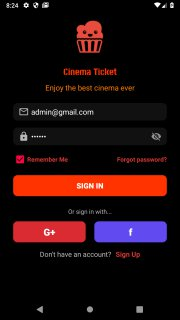 8:24
Cinema Ticket
Enjoy the best cinema ever
admin@gmail.com
••••••
Remember Me Forgot password?
SIGN IN
Or sign in with...
G+ f
Don't have an account? Sign Up